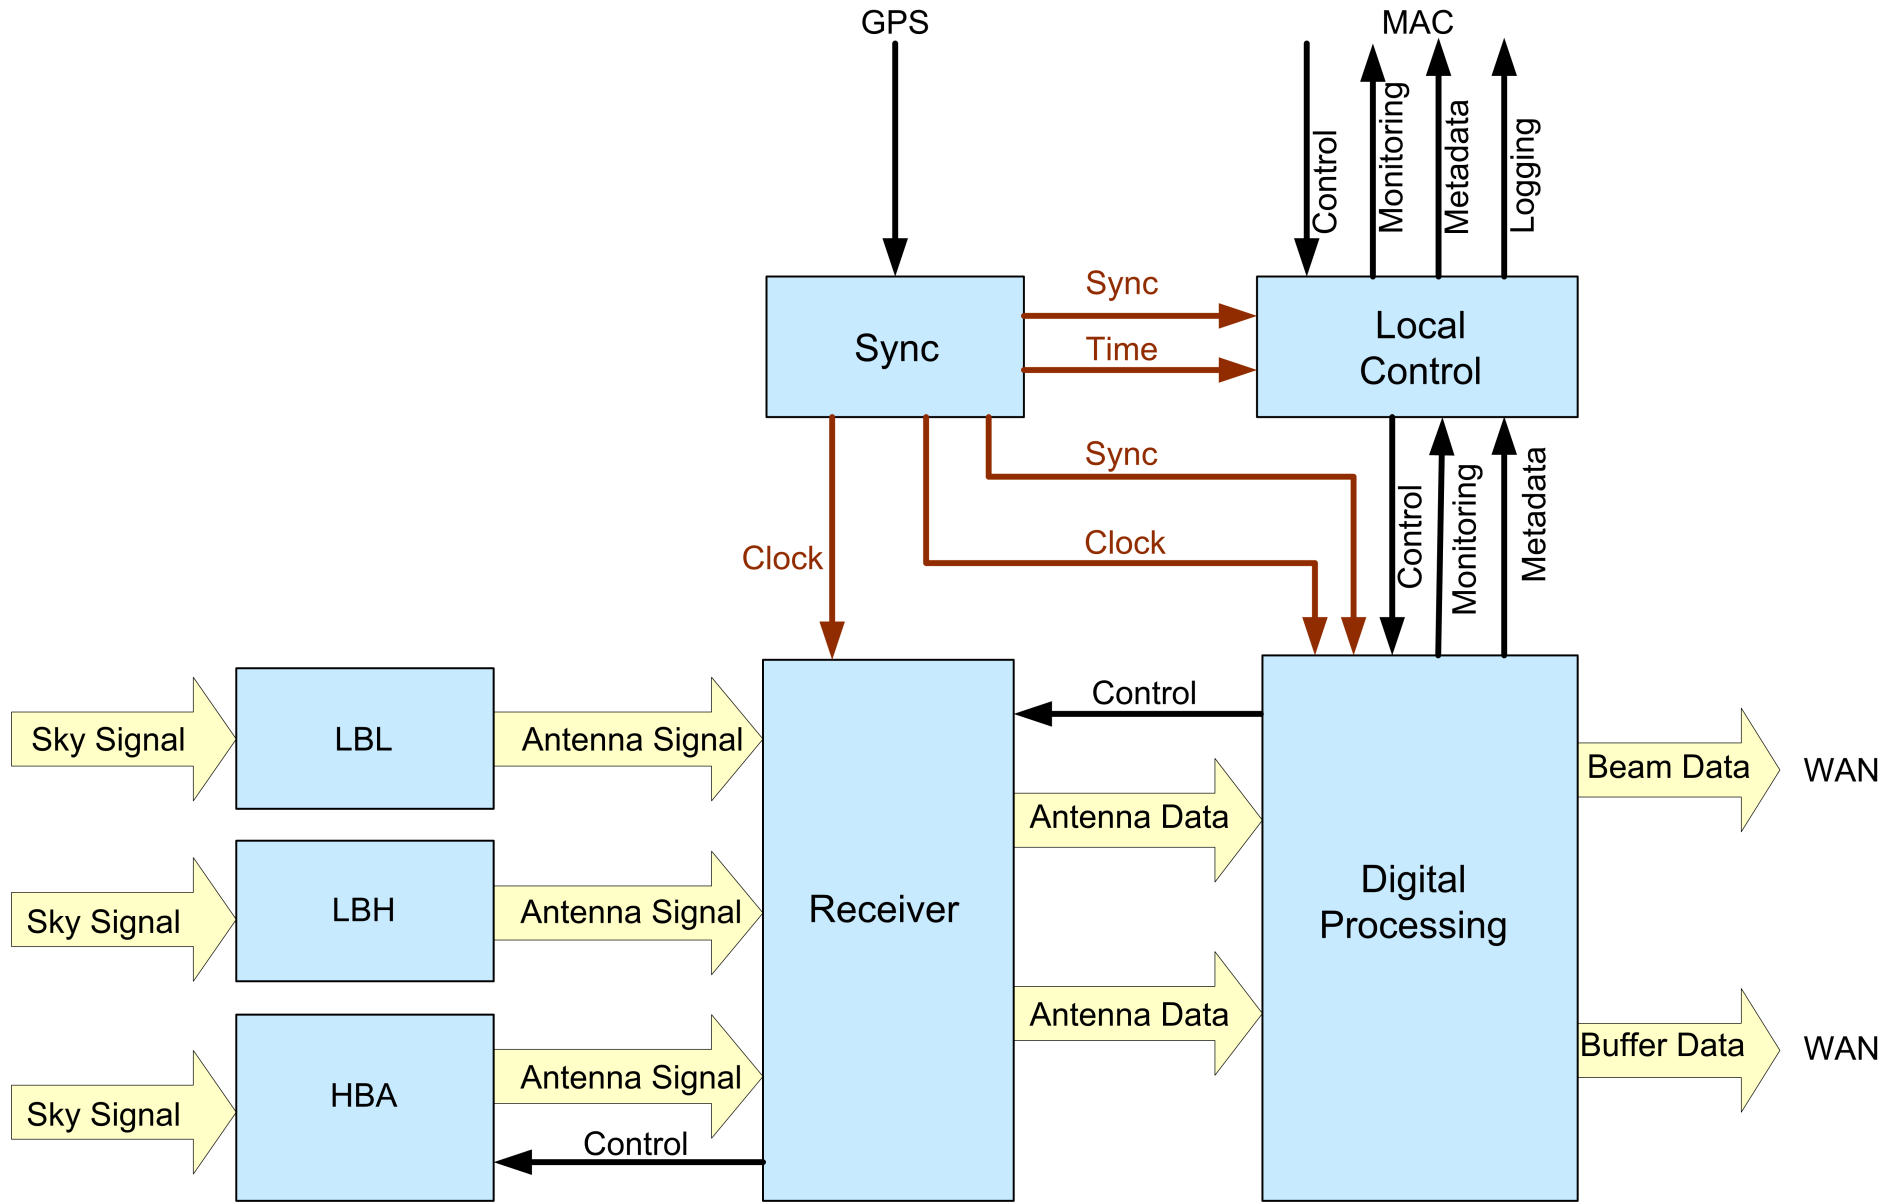 GPS
MAC
Control
Monitoring
Metadata
Logging
Sync
Sync
Time
Local
Control
Sync
Clock
Clock
Control
Monitoring
Metadata
Sky Signal
LBL
Antenna Signal
Control
Beam Data
WAN
Antenna Data
Sky Signal
LBH
Antenna Signal
Receiver
Digital
Processing
Antenna Data
Buffer Data
WAN
Sky Signal
HBA
Antenna Signal
Control